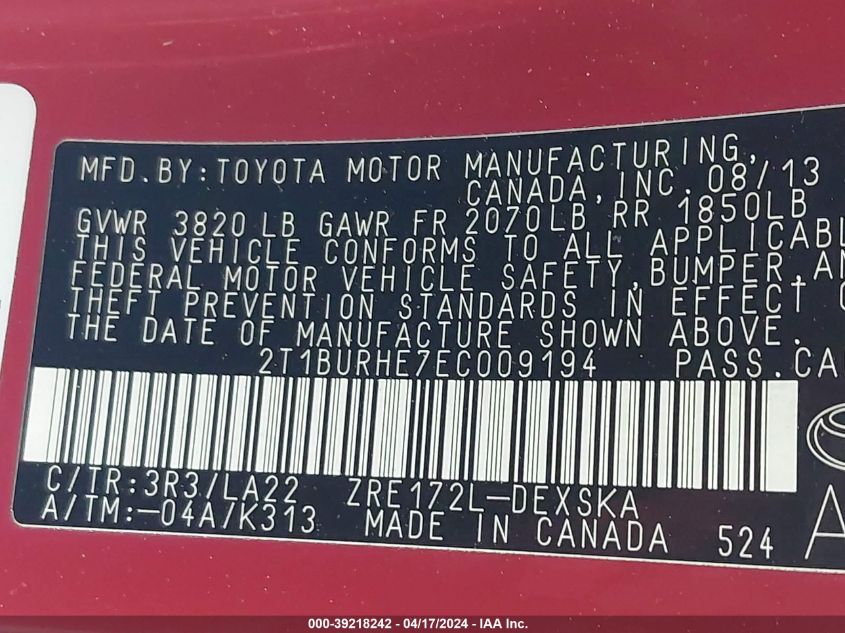 MFD.BY:TOYOTA MOTOR MANUFACTURING,
CANADA, INC. 08/13
GVWR 3820 LB GAWR FR 2070LB RR 1850LB
THIS VEHICLE CONFORMS TO ALL APPLICABL
FEDERAL MOTOR VEHICLE SAFETY, BUMPER, AN
THEFT PREVENTION STANDARDS IN EFFECT O
THE DATE OF MANUFACTURE SHOWN ABOVE.
2T1BURHE7EC009194 PASS.CA
C/TR:3R3/LA22 ZRE172L-DEXSKA
A/TM:-04A/K313 MADE IN CANADA 524 A
000-39218242 - 04/17/2024 - IAA Inc.